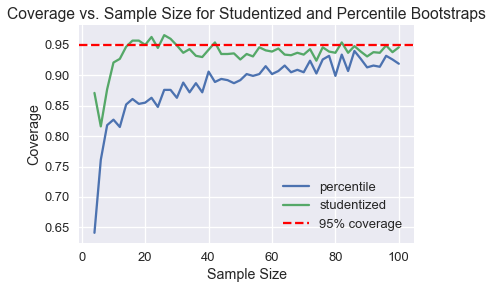 Coverage vs. Sample Size for Studentized and Percentile Bootstraps
Coverage
0.95
0.90
0.85
0.80
0.75
0.70
0.65
percentile
studentized
95% coverage
0
20
40
60
80
100
Sample Size